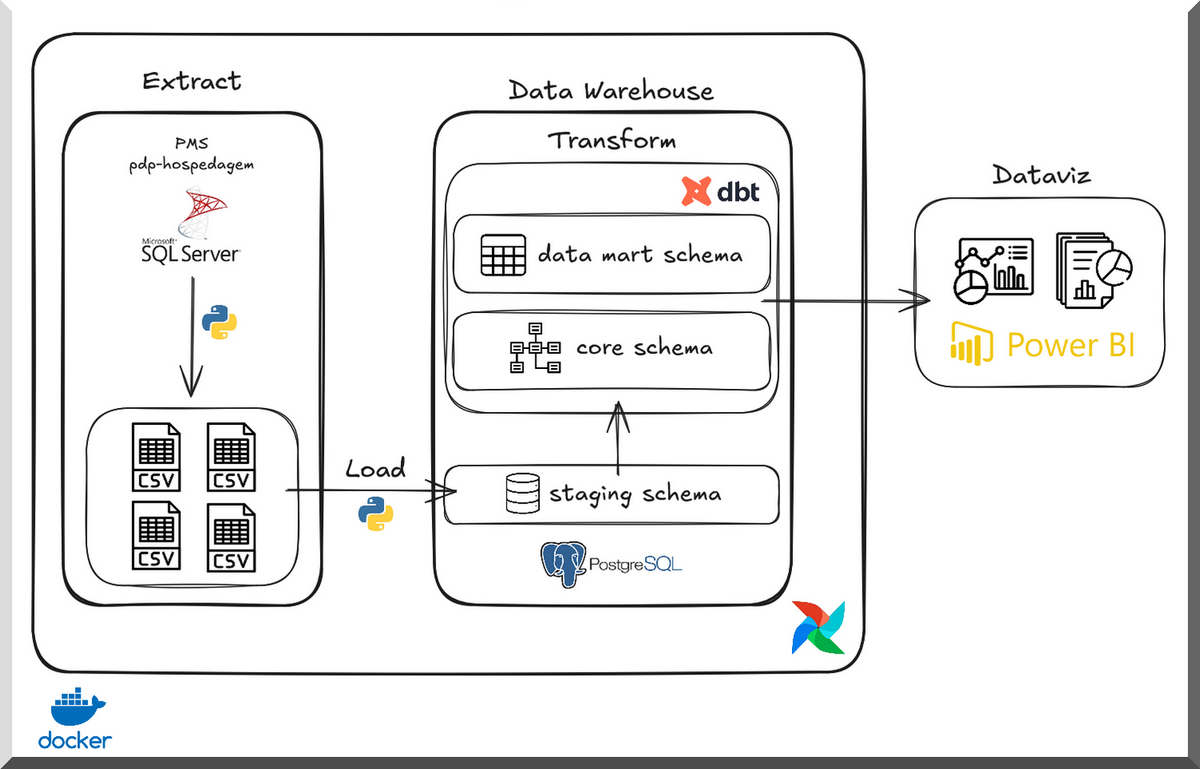 Extract
PMS
pdp-hospedagem
Microsoft®
SQL Server®
CSV
CSV
CSV
CSV
Load
Data Warehouse
Transform
dbt
data mart schema
core schema
staging schema
PostgreSQL
Dataviz
Power BI
docker